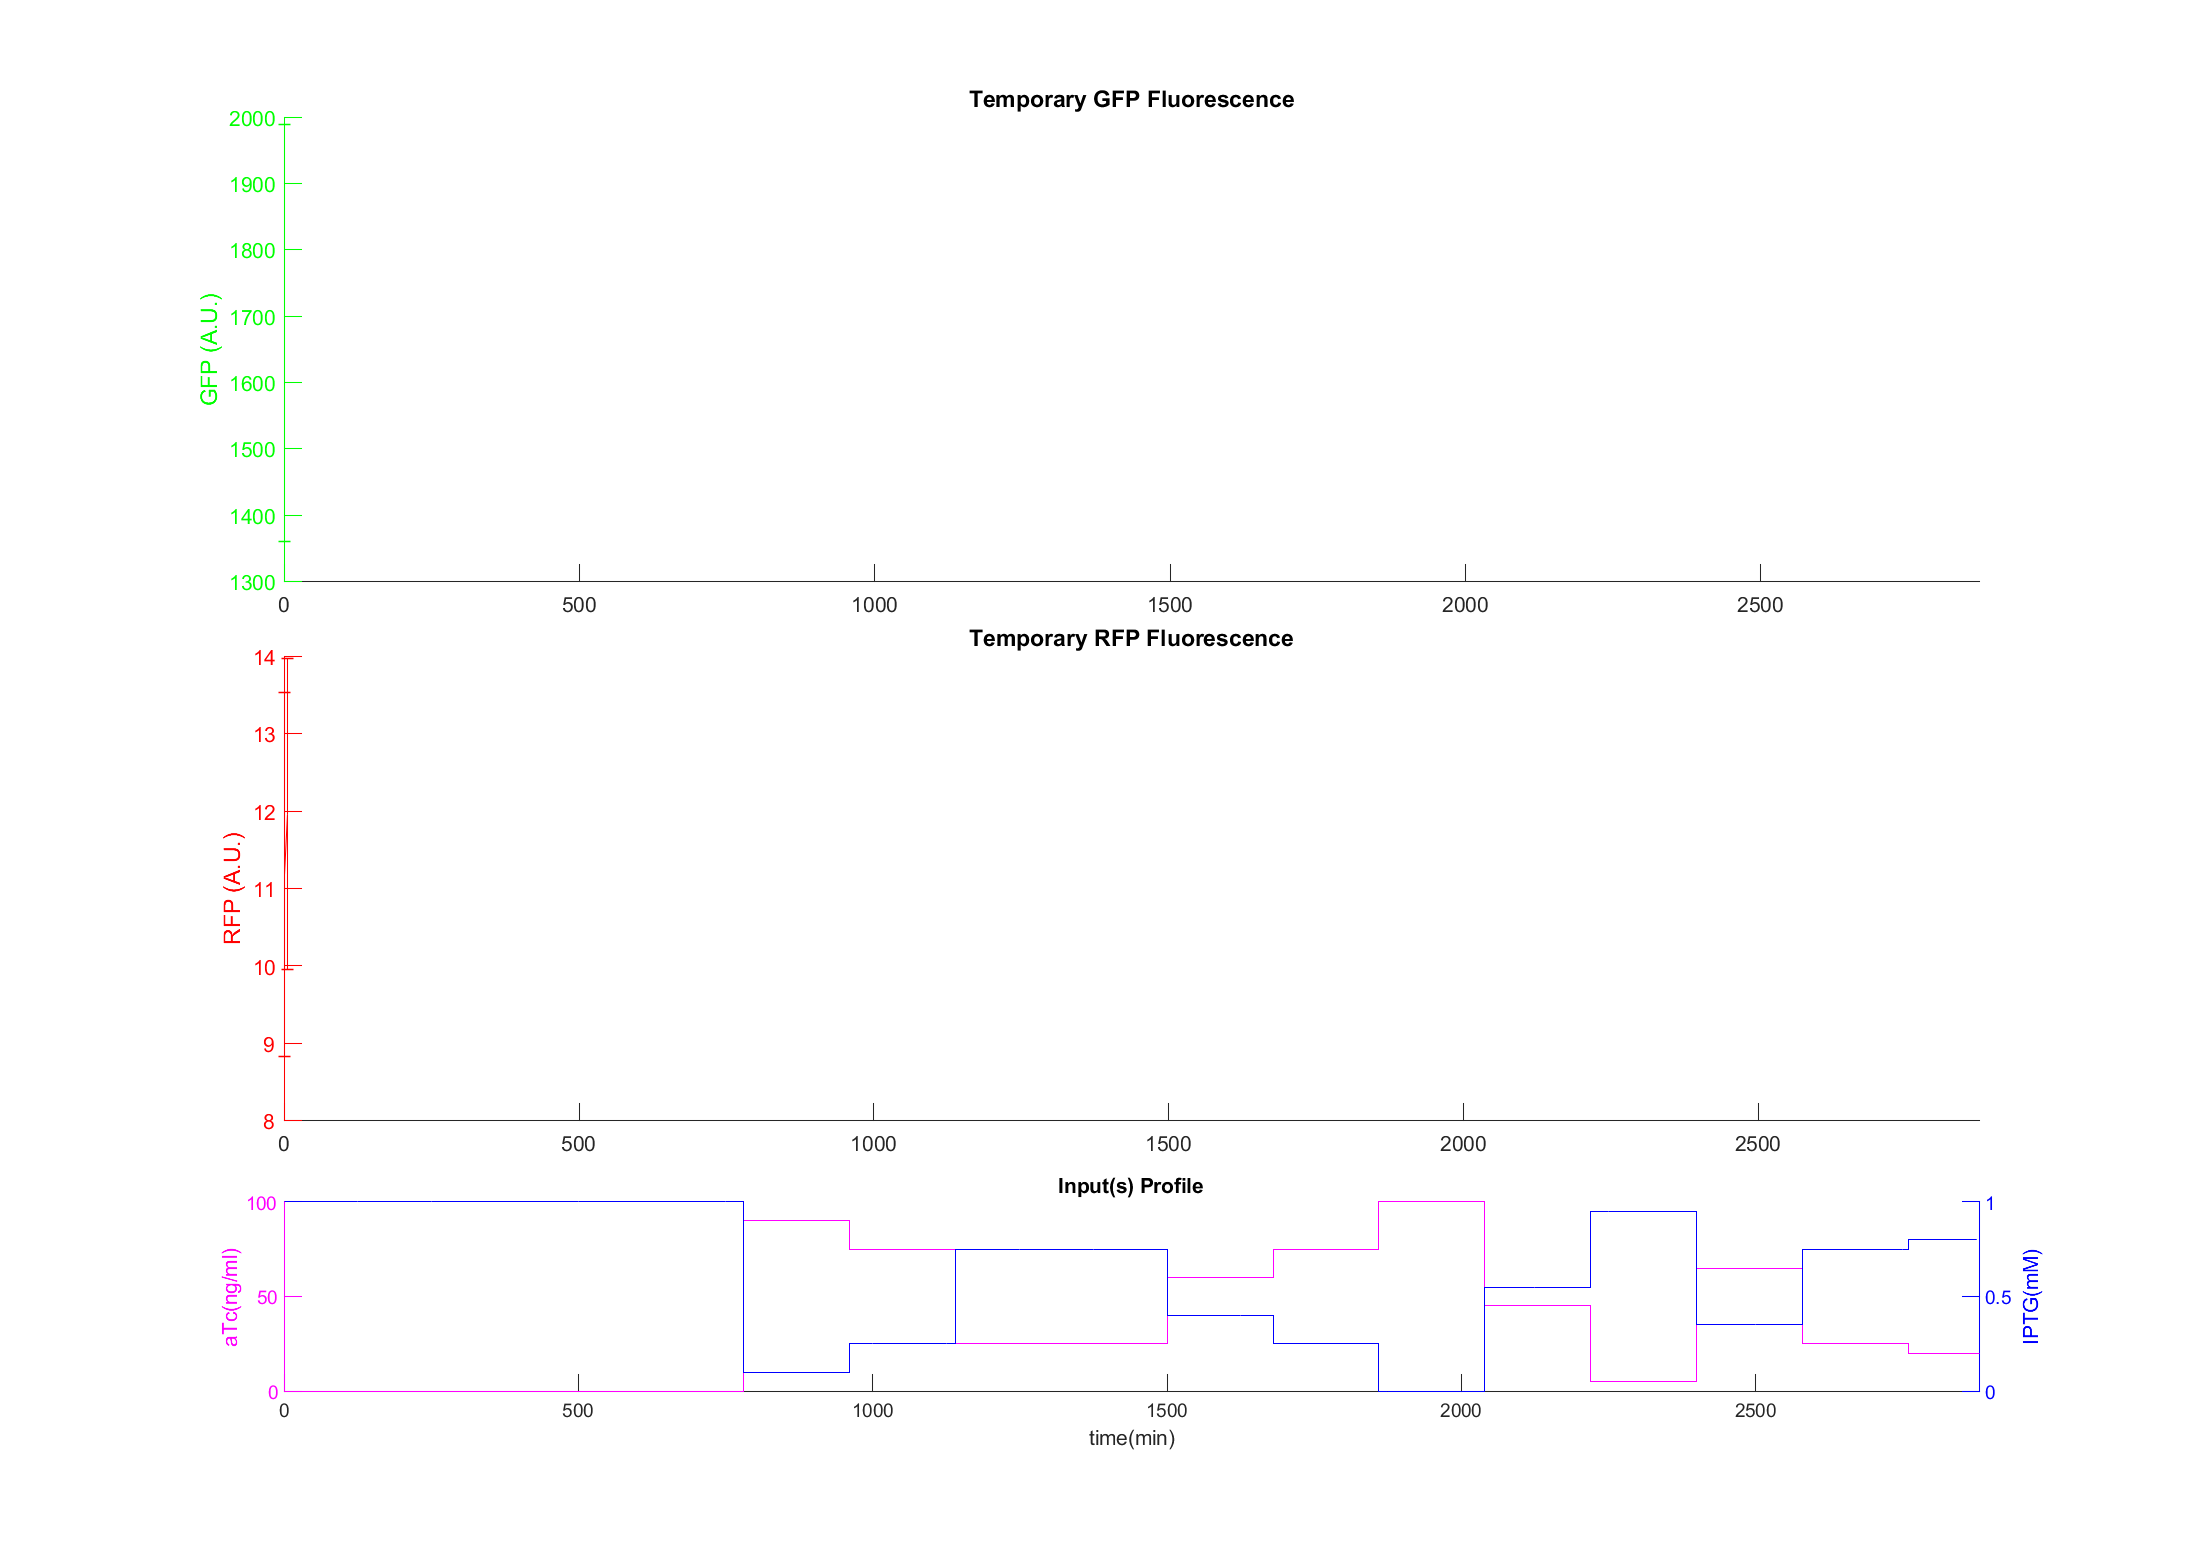 Temporary GFP Fluorescence
GFP (A.U.)
2000
1900
1800
1700
1600
1500
1400
1300
0 500 1000 1500 2000 2500
Temporary RFP Fluorescence
RFP (A.U.)
14
13
12
11
10
9
8
0 500 1000 1500 2000 2500
Input(s) Profile
aTc(ng/ml)
100
50
0
1
0.5
0
IPTG(mM)
0 500 1000 1500 2000 2500
time(min)